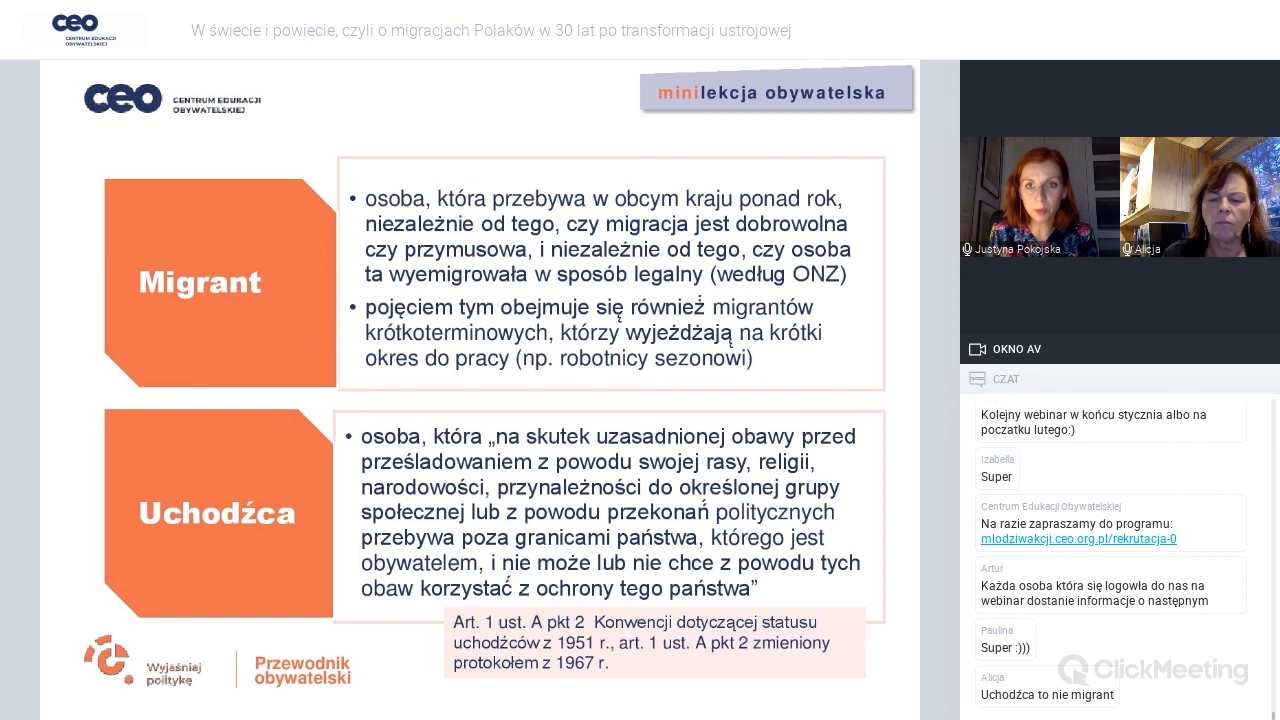 ceo
CENTRUM EDUKACJI
OBYWATELSKIEJ
W świecie i powiecie, czyli o migracjach Polaków w 30 lat po transformacji ustrojowej
ceo
CENTRUM EDUKACJI
OBYWATELSKIEJ
minilekcja obywatelska
Migrant
• osoba, która przebywa w obcym kraju ponad rok,
niezależnie od tego, czy migracja jest dobrowolna
czy przymusowa, i niezależnie od tego, czy osoba
ta wyemigrowała w sposób legalny (według ONZ)
• pojęciem tym obejmuje się również migrantów
krótkoterminowych, którzy wyjeżdżają na krótki
okres do pracy (np. robotnicy sezonowi)
Uchodźca
• osoba, która „na skutek uzasadnionej obawy przed
prześladowaniem z powodu swojej rasy, religii,
narodowości, przynależności do określonej grupy
społecznej lub z powodu przekonań politycznych
przebywa poza granicami państwa, którego jest
obywatelem, i nie może lub nie chce z powodu tych
obaw korzystać z ochrony tego państwa”
Art. 1 ust. A pkt 2 Konwencji dotyczącej statusu
uchodźców z 1951 r., art. 1 ust. A pkt 2 zmieniony
protokołem z 1967 r.
Wyjaśniaj
politykę
Przewodnik
obywatelski
Justyna Pokojska
Alicja
OKNO AV
CZAT
Kolejny webinar w końcu stycznia albo na
poczatku lutego:)
Izabella
Super
Centrum Edukacji Obywatelskiej
Na razie zapraszamy do programu:
mlodziwakcji.ceo.org.pl/rekrutacja-0
Artur
Każda osoba która się logowła do nas na
webinar dostanie informacje o następnym
Paulina
Super :)))
Alicja
Uchodźca to nie migrant
ClickMeeting